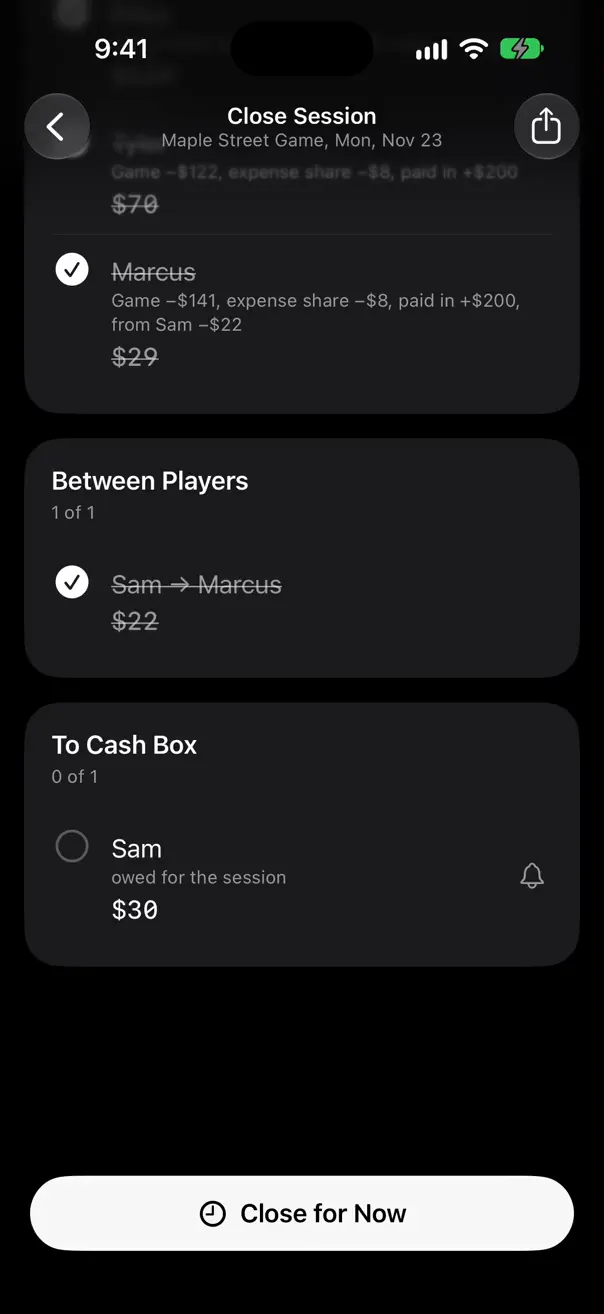 9:41
Close Session
Maple Street Game, Mon, Nov 23
Game −$122, expense share −$8, paid in +$200
$70
Marcus
Game −$141, expense share −$8, paid in +$200,
from Sam −$22
$29
Between Players
1 of 1
Sam → Marcus
$22
To Cash Box
0 of 1
Sam
owed for the session
$30
Close for Now